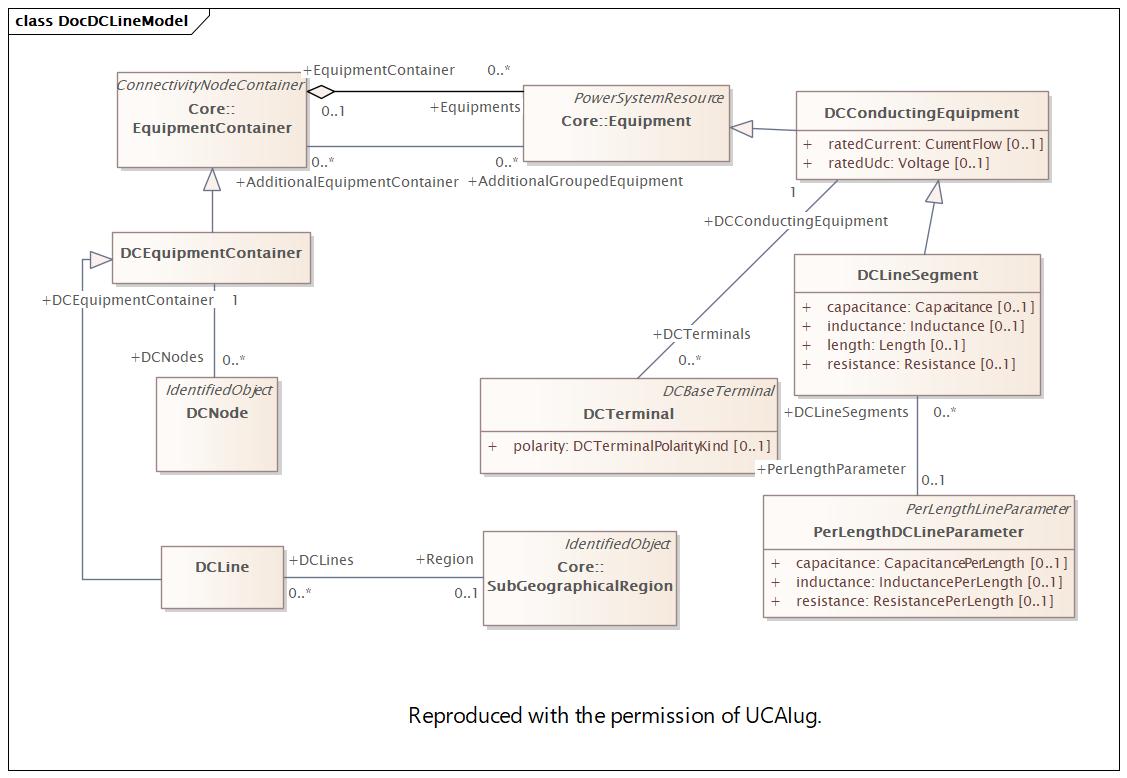 class DocDCLineModel
ConnectivityNodeContainer
Core::
EquipmentContainer
+EquipmentContainer 0..*
0..1 +Equipments
0..* 0..*
+AdditionalEquipmentContainer +AdditionalGroupedEquipment
PowerSystemResource
Core::Equipment
DCConductingEquipment
+ ratedCurrent: CurrentFlow [0..1]
+ ratedUdc: Voltage [0..1]
1
+DCConductingEquipment
DCEquipmentContainer
+DCEquipmentContainer 1
DCLineSegment
+ capacitance: Capacitance [0..1]
+ inductance: Inductance [0..1]
+ length: Length [0..1]
+ resistance: Resistance [0..1]
+DCTerminals
0..*
+DCNodes 0..*
IdentifiedObject
DCNode
DCBaseTerminal
DCTerminal
+ polarity: DCTerminalPolarityKind [0..1]
+DCLineSegments 0..*
+PerLengthParameter
0..1
PerLengthLineParameter
PerLengthDCLineParameter
+ capacitance: CapacitancePerLength [0..1]
+ inductance: InductancePerLength [0..1]
+ resistance: ResistancePerLength [0..1]
DCLine
+DCLines +Region
0..* 0..1
IdentifiedObject
Core::
SubGeographicalRegion
Reproduced with the permission of UCAIug.